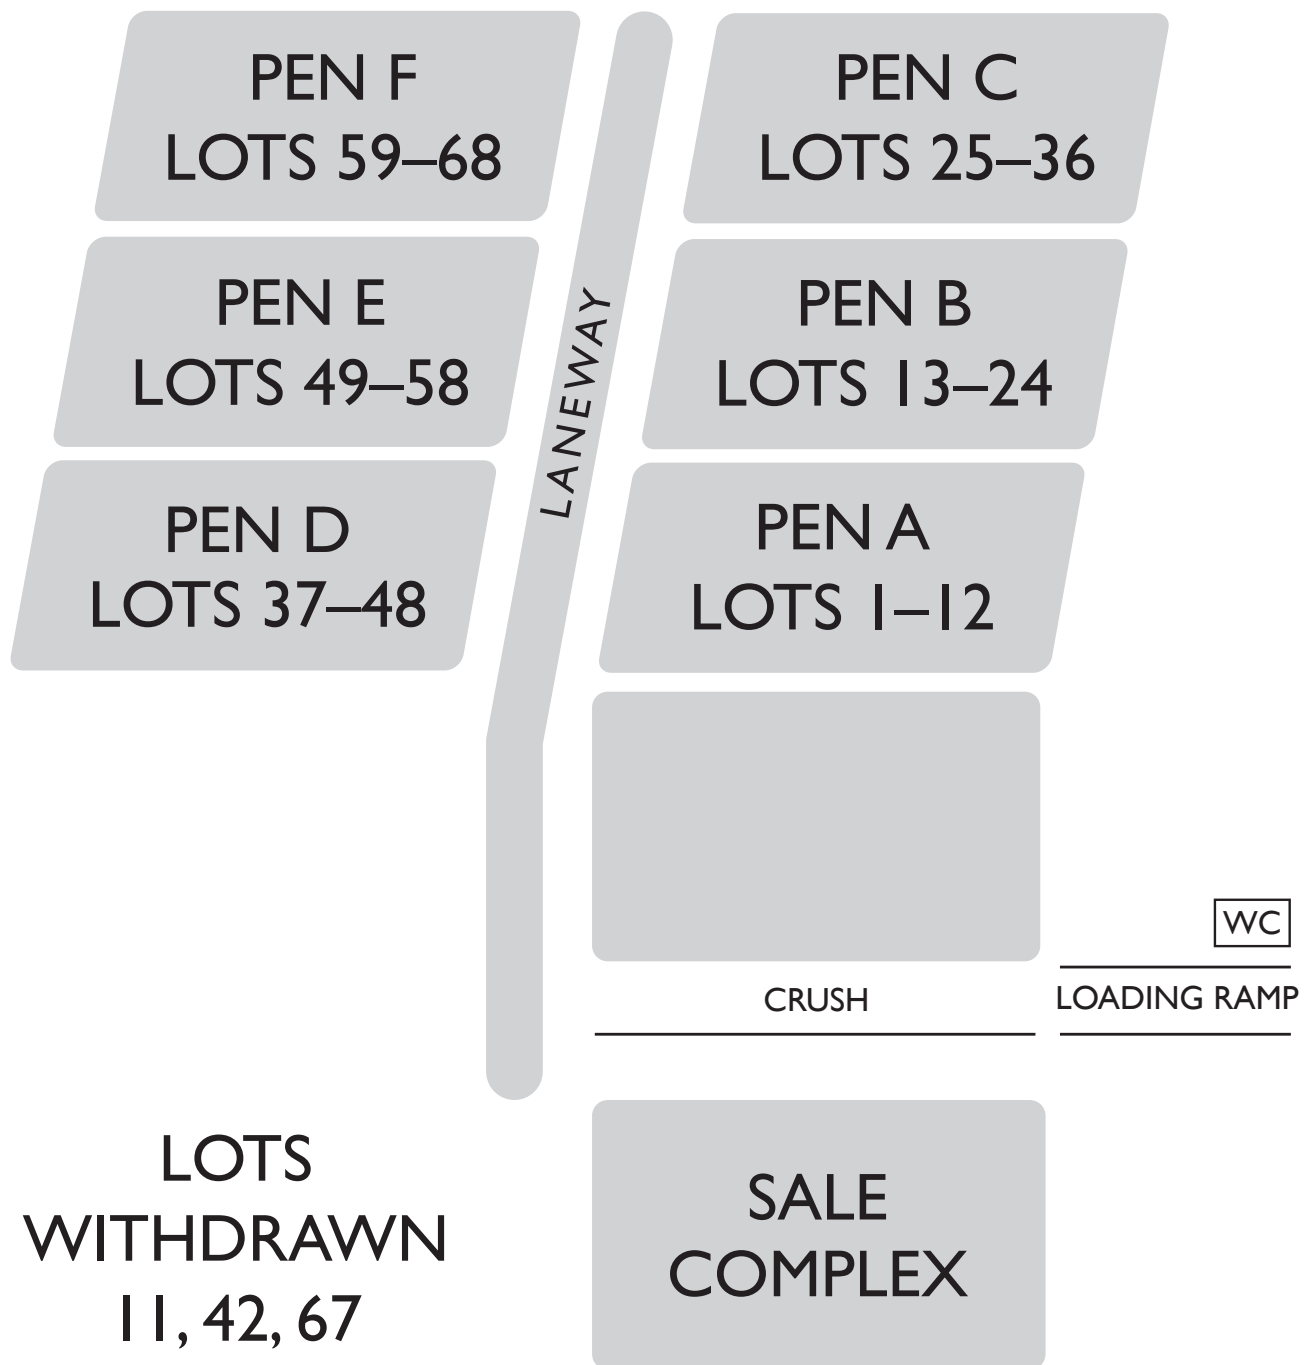 PEN F
LOTS 59–68
PEN C
LOTS 25–36
PEN E
LOTS 49–58
LANEWAY
PEN B
LOTS 13–24
PEN D
LOTS 37–48
PEN A
LOTS 1–12
WC
CRUSH
LOADING RAMP
LOTS
WITHDRAWN
11, 42, 67
SALE
COMPLEX